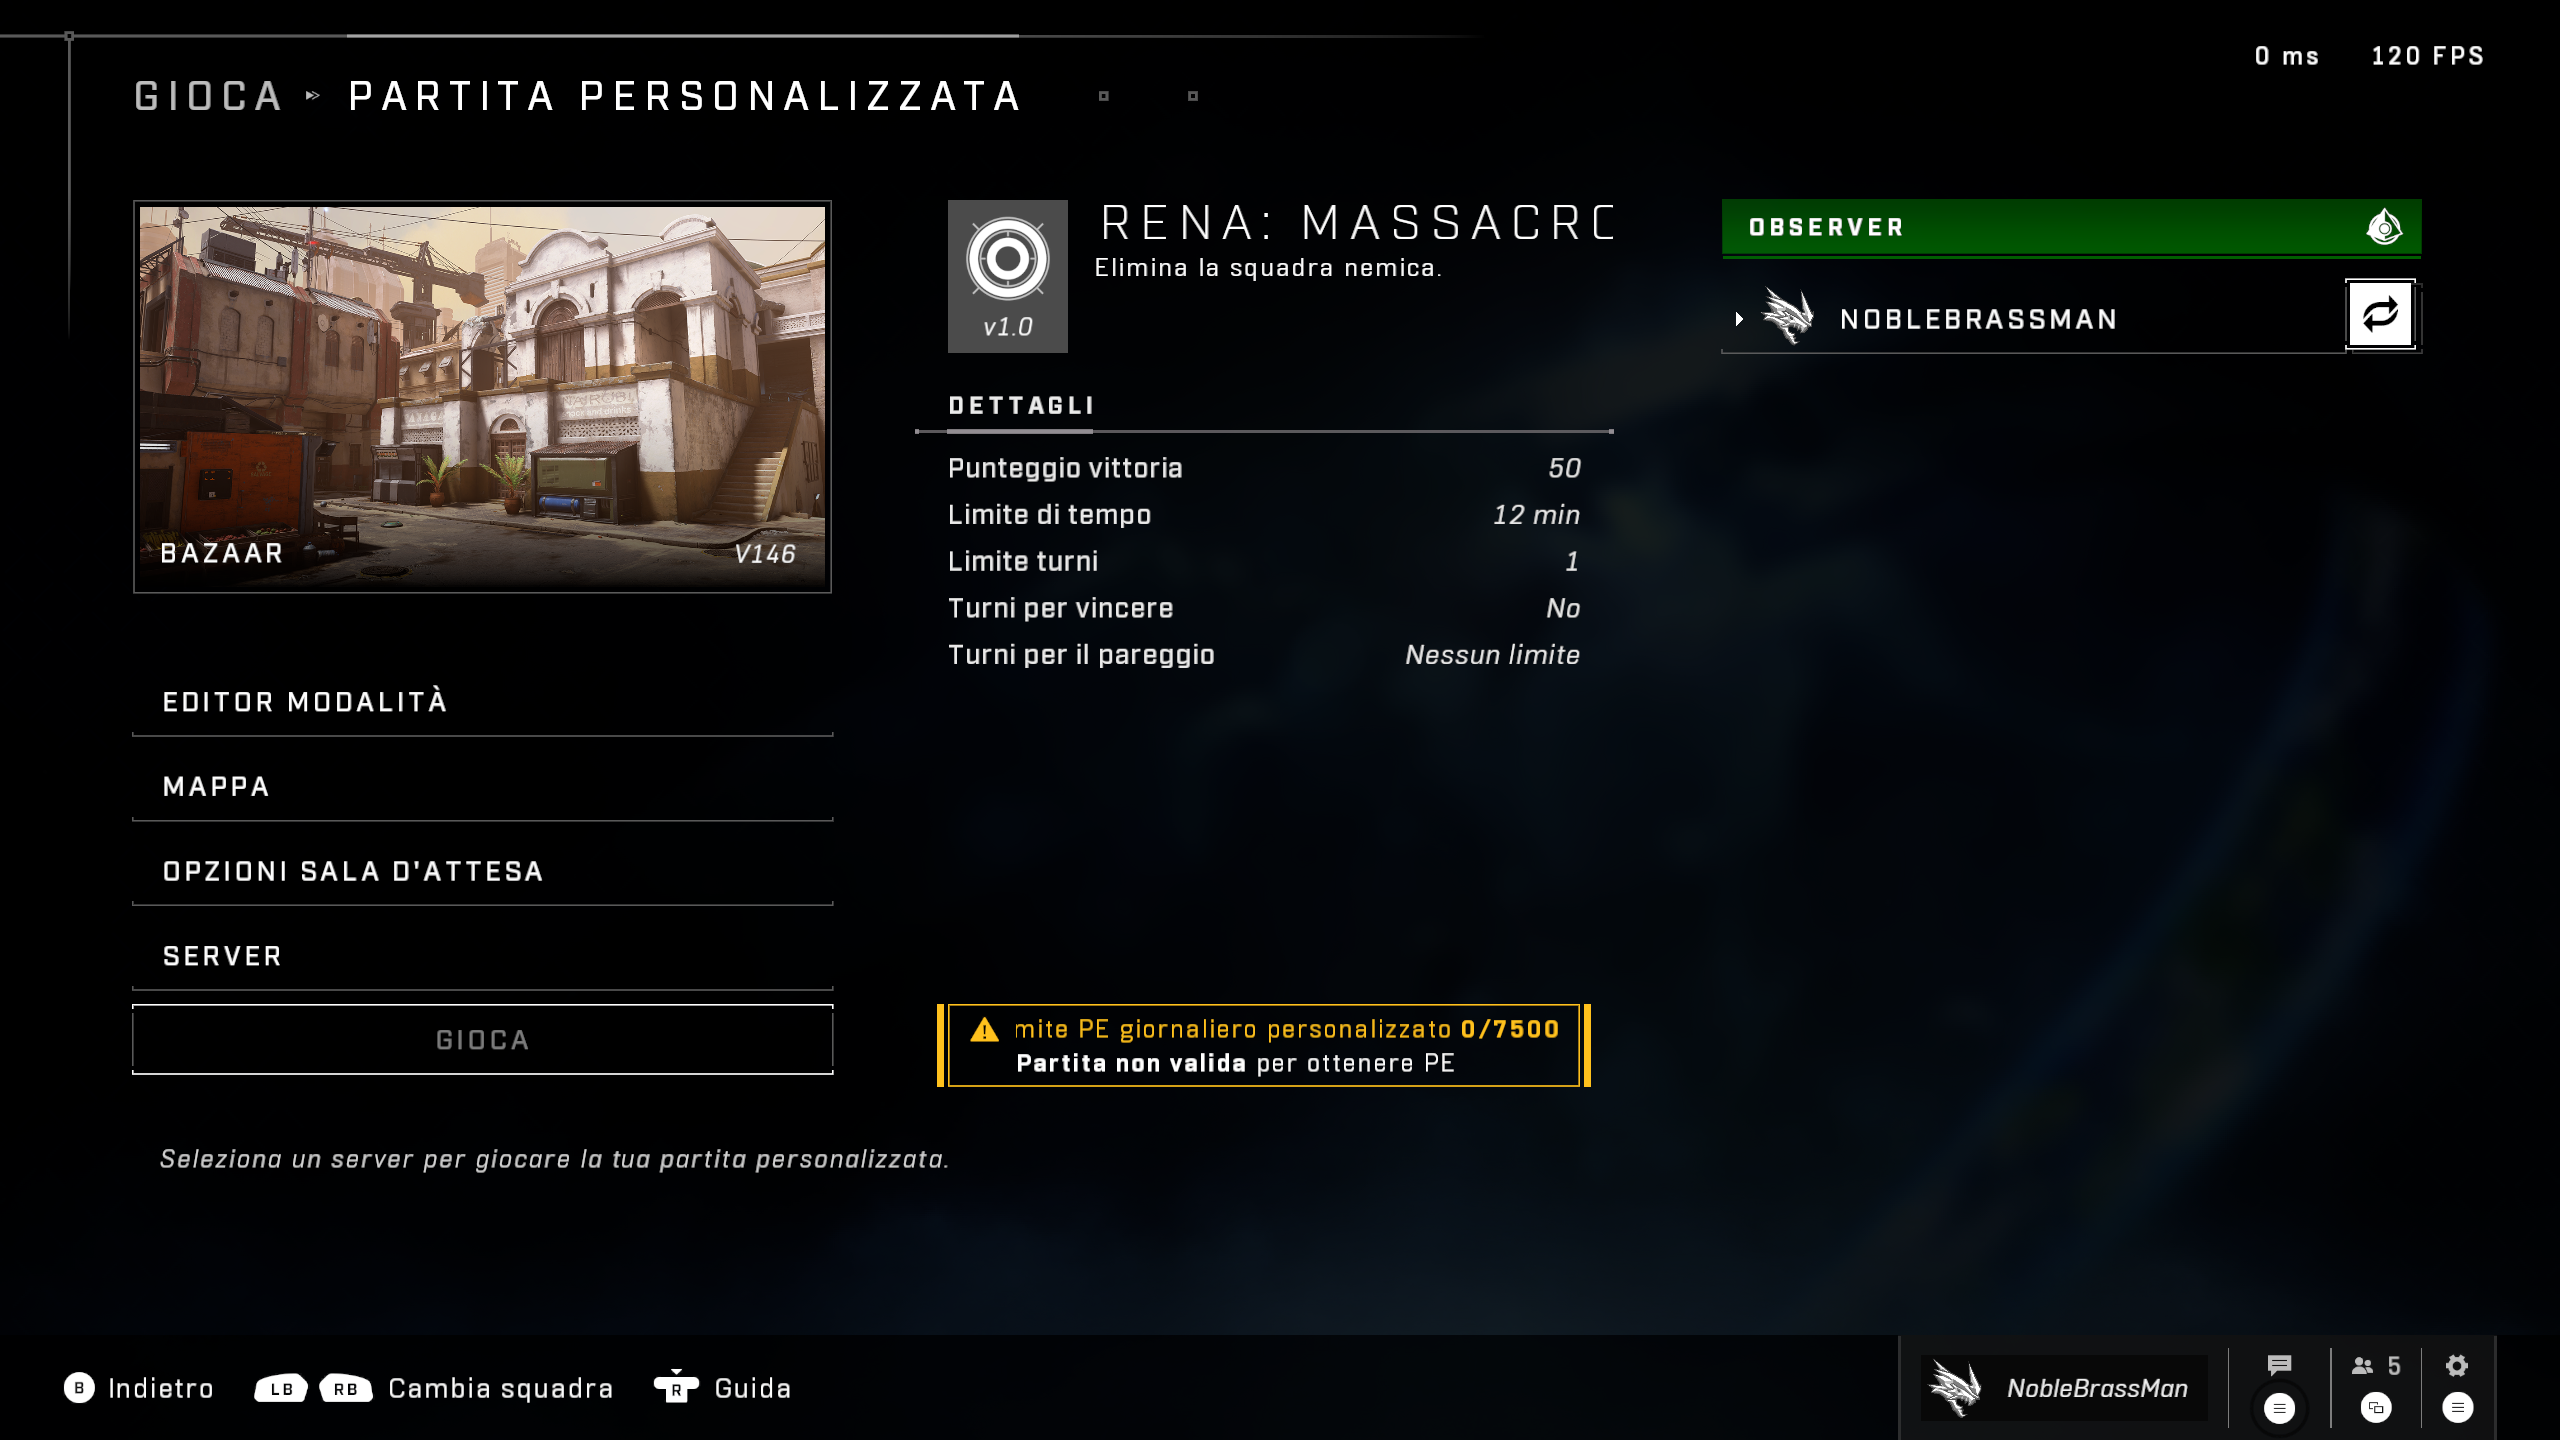 0 ms 120 FPS
GIOCA PARTITA PERSONALIZZATA
BAZAAR V146
EDITOR MODALITÀ
MAPPA
OPZIONI SALA D'ATTESA
SERVER
GIOCA
Seleziona un server per giocare la tua partita personalizzata.
v1.0
RENA: MASSACRO
Elimina la squadra nemica.
DETTAGLI
Punteggio vittoria 50
Limite di tempo 12 min
Limite turni 1
Turni per vincere No
Turni per il pareggio Nessun limite
mite PE giornaliero personalizzato 0/7500
Partita non valida per ottenere PE
OBSERVER
NOBLEBRASSMAN
B Indietro LB RB Cambia squadra R Guida
NobleBrassMan 5